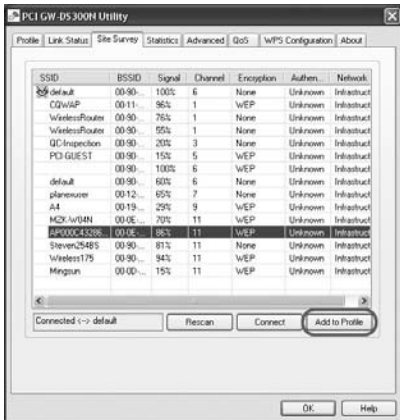 PCI GW-DS300N Utility
Profile Link Status Site Survey Statistics Advanced QoS WPS Configuration About
SSID BSSID Signal Channel Encryption Authen... Network
default 00-90-... 100% 6 None Unknown Infrastruct
CQWAP 00-11-... 96% 1 WEP Unknown Infrastruct
WirelessRouter 00-90-... 76% 1 None Unknown Infrastruct
WirelessRouter 00-90-... 55% 1 None Unknown Infrastruct
QC-Inspection 00-90-... 20% 3 None Unknown Infrastruct
PCI-GUEST 00-90-... 15% 5 WEP Unknown Infrastruct
00-90-... 100% 6 WEP Unknown Infrastruct
default 00-90-... 60% 6 None Unknown Infrastruct
planexuser 00-12-... 65% 7 None Unknown Infrastruct
A4 00-19-... 29% 9 WEP Unknown Infrastruct
MZK-W04N 00-0E-... 70% 11 WEP Unknown Infrastruct
AP000C43286... 00-0E-... 86% 11 WEP Unknown Infrastruct
Steven254BS 00-90-... 81% 11 None Unknown Infrastruct
Wireless175 00-90-... 94% 11 WEP Unknown Infrastruct
Mingsun 00-0D-... 15% 11 WEP Unknown Infrastruct
Connected <-> default Rescan Connect Add to Profile
OK Help